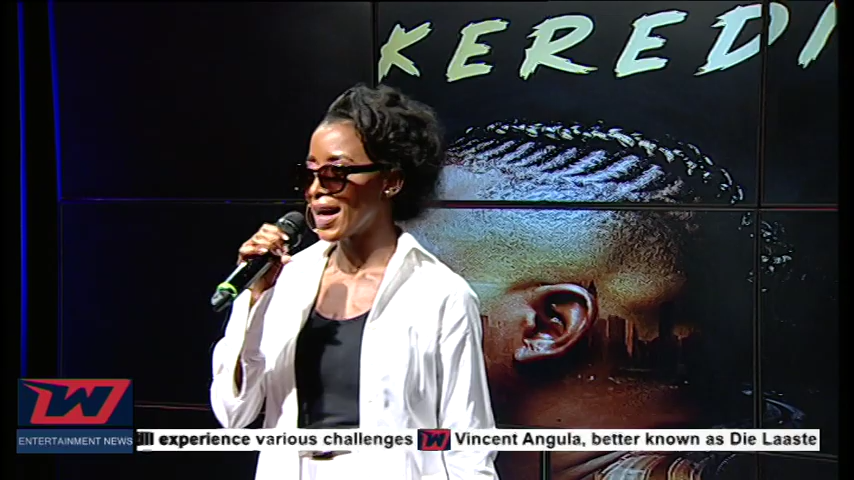 KEREDI
W
ENTERTAINMENT NEWS
experience various challenges W Vincent Angula, better known as Die Laaste